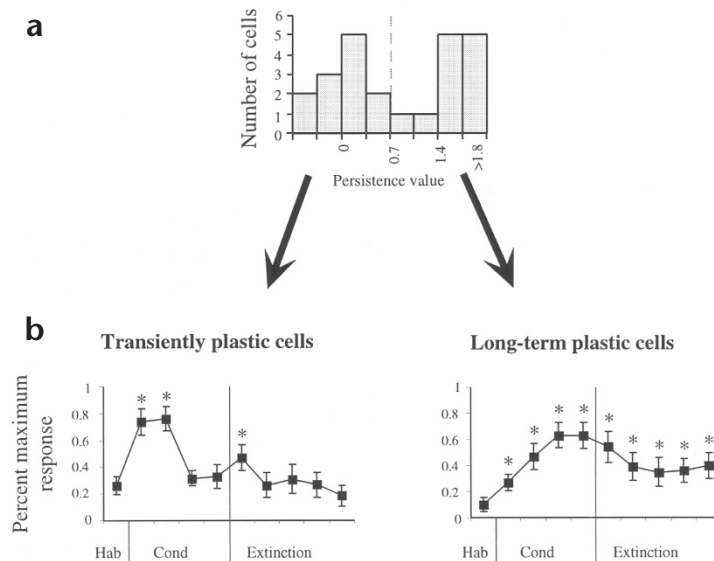 a
Number of cells
6
5
4
3
2
1
0
0
0.7
1.4
>1.8
Persistence value
b
Transiently plastic cells
Percent maximum
response
1
0.8
0.6
0.4
0.2
0
* * *
Hab Cond Extinction
Long-term plastic cells
1
0.8
0.6
0.4
0.2
0
* * * * * * * * *
Hab Cond Extinction